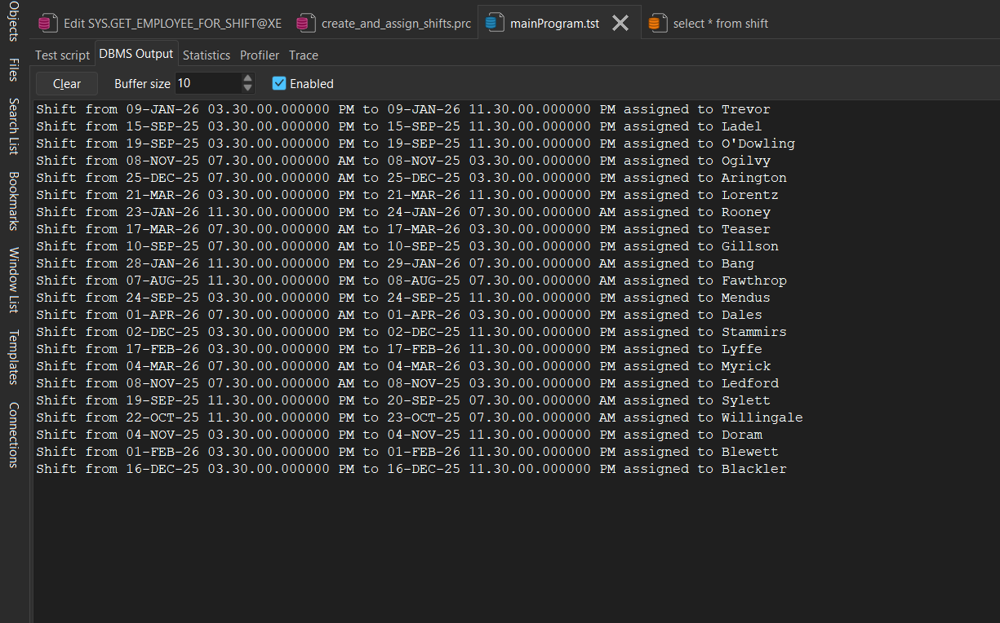 Objects
Files
Search List
Bookmarks
Window List
Templates
Connections
Edit SYS.GET_EMPLOYEE_FOR_SHIFT@XE create_and_assign_shifts.prc mainProgram.tst select * from shift
Test script DBMS Output Statistics Profiler Trace
Clear Buffer size 10 Enabled
Shift from 09-JAN-26 03.30.00.000000 PM to 09-JAN-26 11.30.00.000000 PM assigned to Trevor
Shift from 15-SEP-25 03.30.00.000000 PM to 15-SEP-25 11.30.00.000000 PM assigned to Ladel
Shift from 19-SEP-25 03.30.00.000000 PM to 19-SEP-25 11.30.00.000000 PM assigned to O'Dowling
Shift from 08-NOV-25 07.30.00.000000 AM to 08-NOV-25 03.30.00.000000 PM assigned to Ogilvy
Shift from 25-DEC-25 07.30.00.000000 AM to 25-DEC-25 03.30.00.000000 PM assigned to Arington
Shift from 21-MAR-26 03.30.00.000000 PM to 21-MAR-26 11.30.00.000000 PM assigned to Lorentz
Shift from 23-JAN-26 11.30.00.000000 PM to 24-JAN-26 07.30.00.000000 AM assigned to Rooney
Shift from 17-MAR-26 07.30.00.000000 AM to 17-MAR-26 03.30.00.000000 PM assigned to Teaser
Shift from 10-SEP-25 07.30.00.000000 AM to 10-SEP-25 03.30.00.000000 PM assigned to Gillson
Shift from 28-JAN-26 11.30.00.000000 PM to 29-JAN-26 07.30.00.000000 AM assigned to Bang
Shift from 07-AUG-25 11.30.00.000000 PM to 08-AUG-25 07.30.00.000000 AM assigned to Fawthrop
Shift from 24-SEP-25 03.30.00.000000 PM to 24-SEP-25 11.30.00.000000 PM assigned to Mendus
Shift from 01-APR-26 07.30.00.000000 AM to 01-APR-26 03.30.00.000000 PM assigned to Dales
Shift from 02-DEC-25 03.30.00.000000 PM to 02-DEC-25 11.30.00.000000 PM assigned to Stammirs
Shift from 17-FEB-26 03.30.00.000000 PM to 17-FEB-26 11.30.00.000000 PM assigned to Lyffe
Shift from 04-MAR-26 07.30.00.000000 AM to 04-MAR-26 03.30.00.000000 PM assigned to Myrick
Shift from 08-NOV-25 07.30.00.000000 AM to 08-NOV-25 03.30.00.000000 PM assigned to Ledford
Shift from 19-SEP-25 11.30.00.000000 PM to 20-SEP-25 07.30.00.000000 AM assigned to Sylett
Shift from 22-OCT-25 11.30.00.000000 PM to 23-OCT-25 07.30.00.000000 AM assigned to Willingale
Shift from 04-NOV-25 03.30.00.000000 PM to 04-NOV-25 11.30.00.000000 PM assigned to Doram
Shift from 01-FEB-26 03.30.00.000000 PM to 01-FEB-26 11.30.00.000000 PM assigned to Blewett
Shift from 16-DEC-25 03.30.00.000000 PM to 16-DEC-25 11.30.00.000000 PM assigned to Blackler